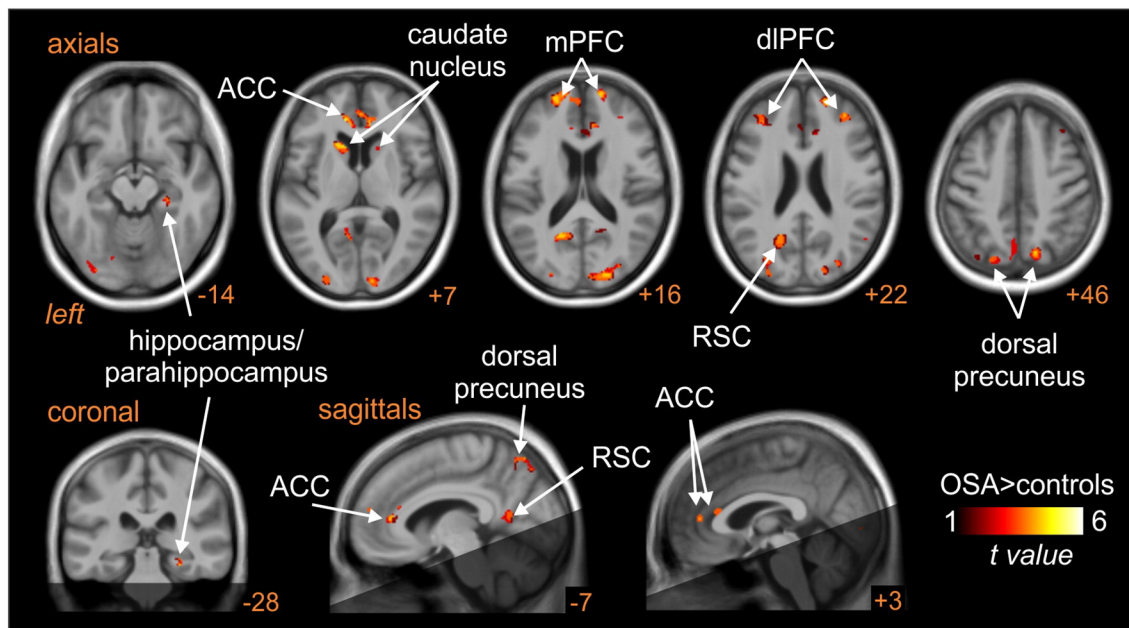 axials
ACC
caudate
nucleus
mPFC
dlPFC
-14
+7
+16
+22
+46
left
hippocampus/
parahippocampus
RSC
dorsal
precuneus
coronal
sagittals
dorsal
precuneus
ACC
RSC
ACC
OSA>controls
1 6
t value
-28
-7
+3